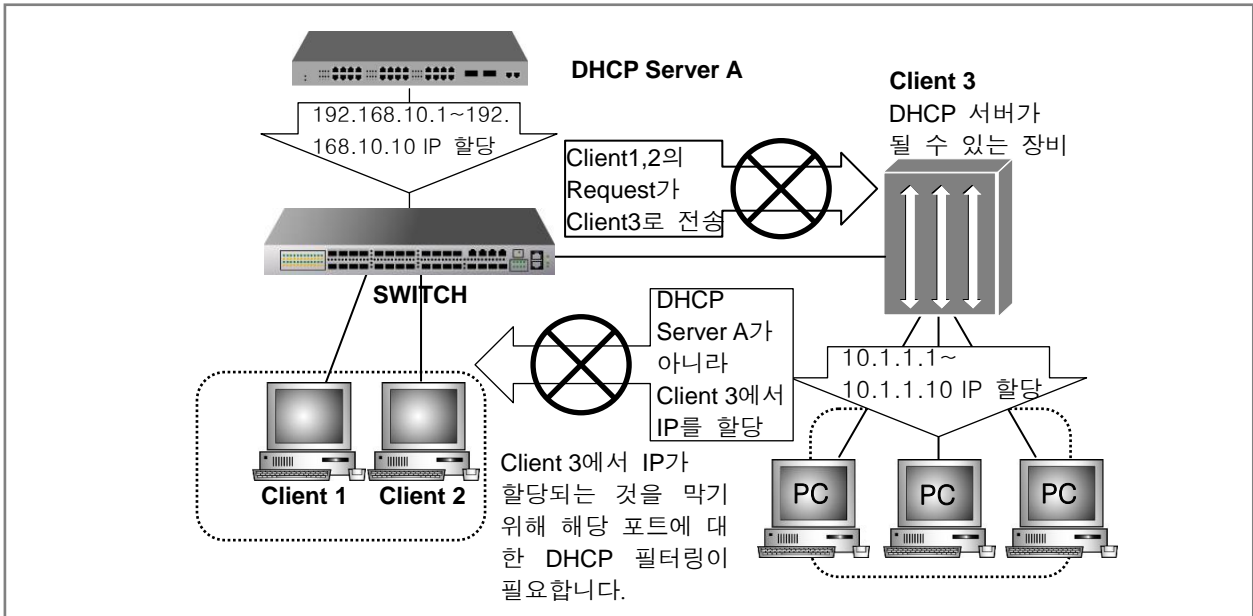 DHCP Server A
192.168.10.1~192.
168.10.10 IP 할당
Client 3
DHCP 서버가
될 수 있는 장비
Client1,2의
Request가
Client3로 전송
SWITCH
DHCP
Server A가
아니라
Client 3에서
IP를 할당
10.1.1.1~
10.1.1.10 IP 할당
Client 1
Client 2
Client 3에서 IP가
할당되는 것을 막기
위해 해당 포트에 대
한 DHCP 필터링이
필요합니다.
PC
PC
PC